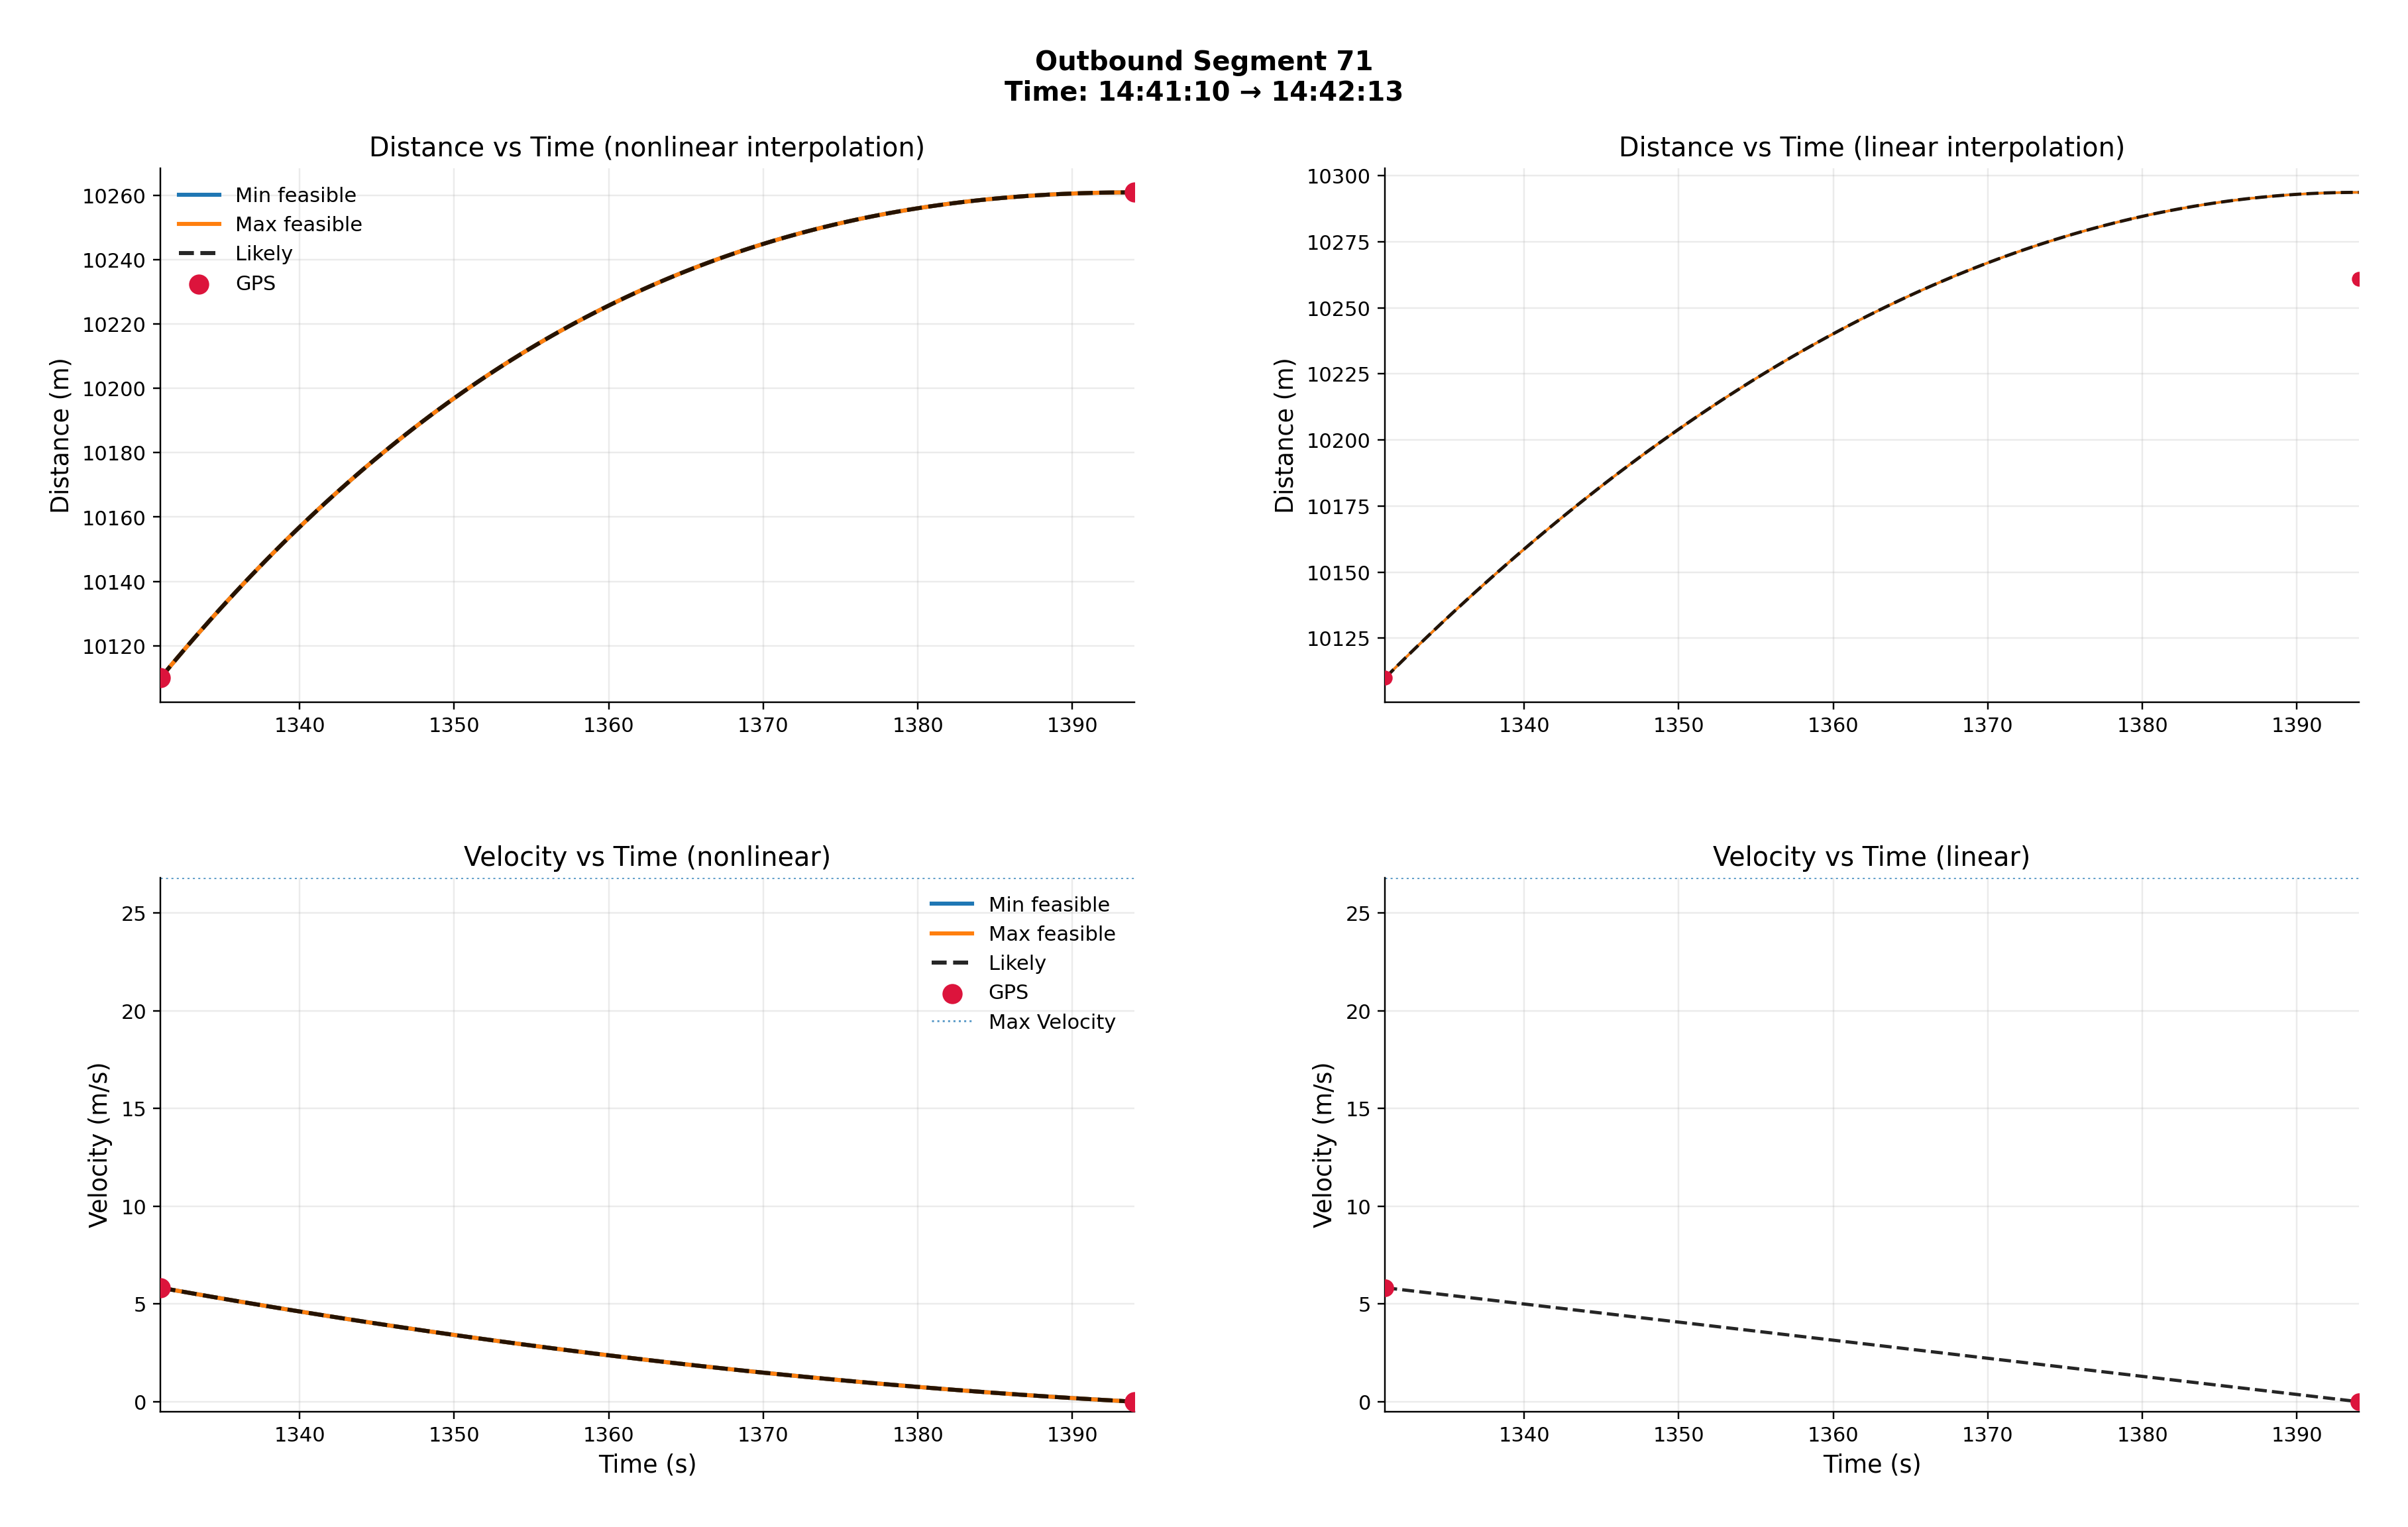 Outbound Segment 71
Time: 14:41:10 → 14:42:13
Distance vs Time (nonlinear interpolation)
Distance (m)
10260
10240
10220
10200
10180
10160
10140
10120
Min feasible
Max feasible
Likely
GPS
1340 1350 1360 1370 1380 1390
Distance vs Time (linear interpolation)
Distance (m)
10300
10275
10250
10225
10200
10175
10150
10125
1340 1350 1360 1370 1380 1390
Velocity vs Time (nonlinear)
Velocity (m/s)
25
20
15
10
5
0
Min feasible
Max feasible
Likely
GPS
Max Velocity
1340 1350 1360 1370 1380 1390
Time (s)
Velocity vs Time (linear)
Velocity (m/s)
25
20
15
10
5
0
1340 1350 1360 1370 1380 1390
Time (s)